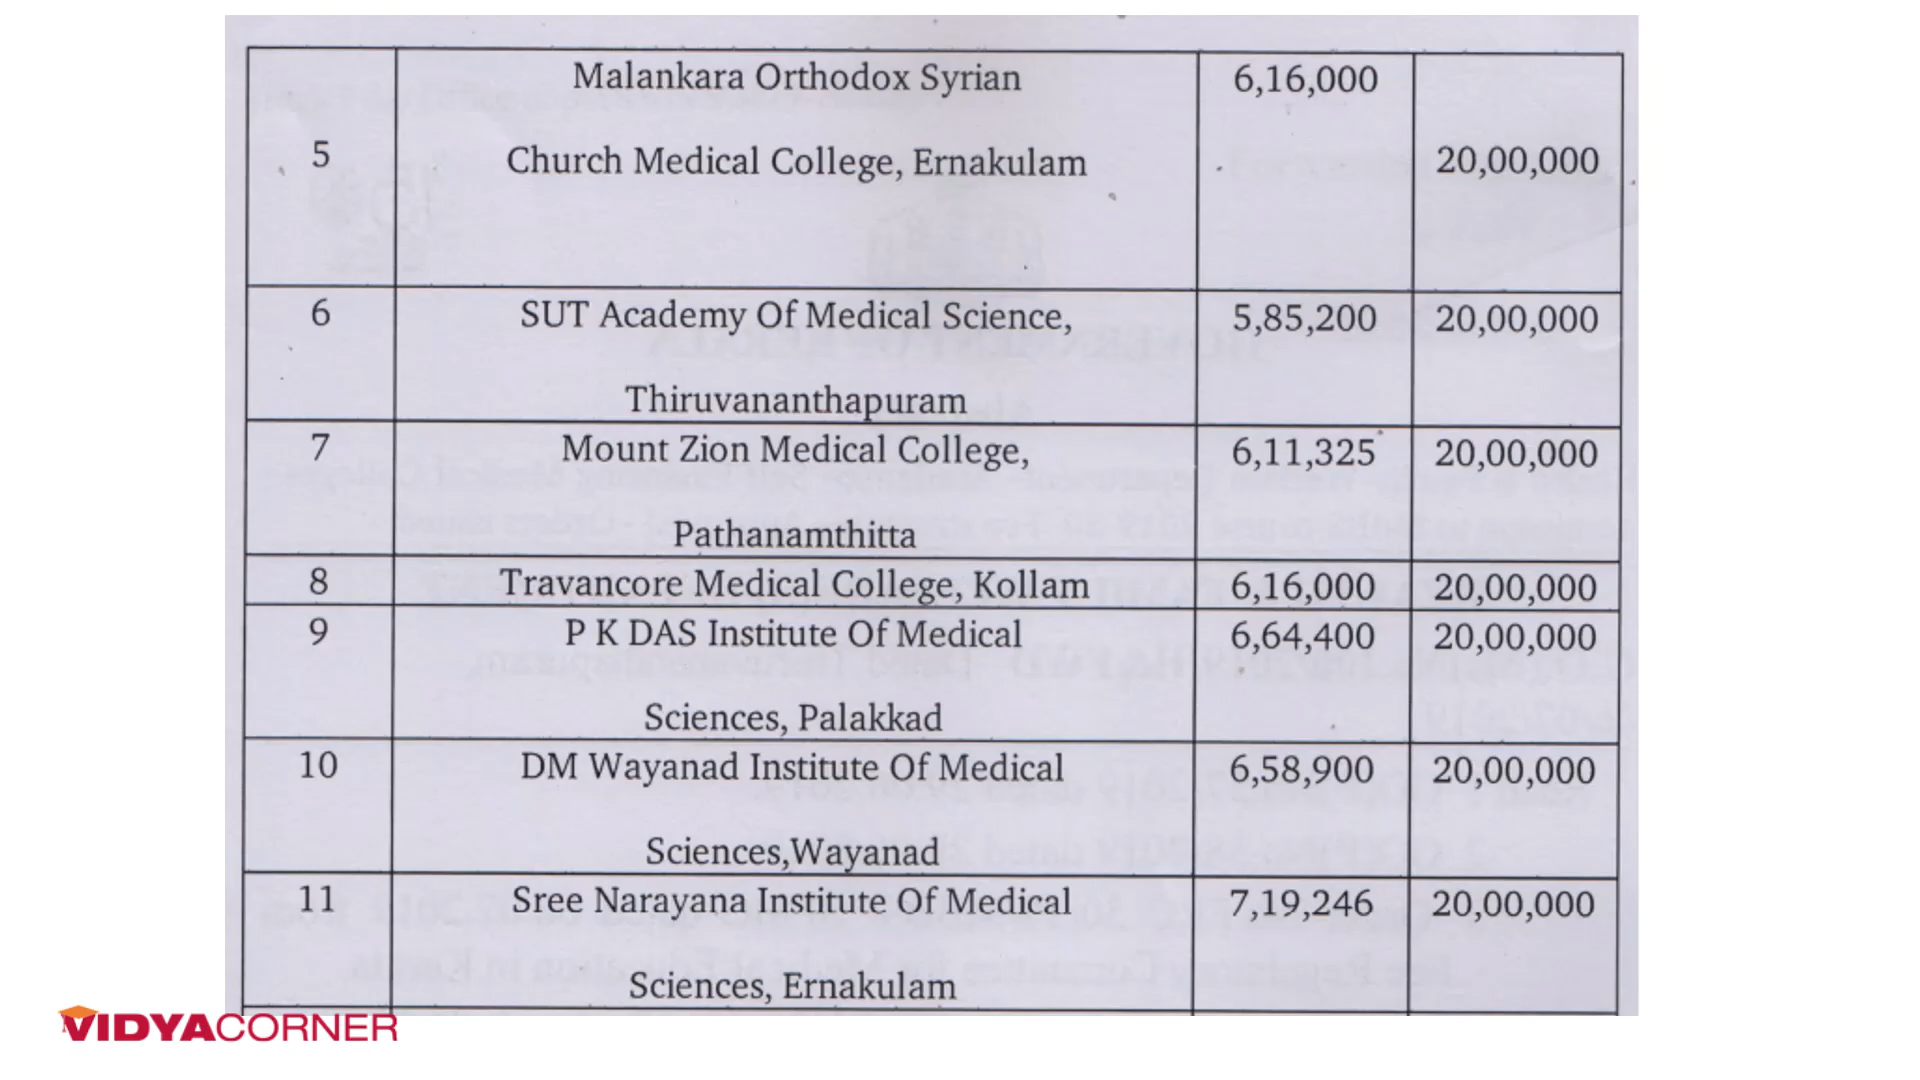 Malankara Orthodox Syrian 6,16,000
5 Church Medical College, Ernakulam 20,00,000
6 SUT Academy Of Medical Science, 5,85,200 20,00,000
Thiruvananthapuram
7 Mount Zion Medical College, 6,11,325 20,00,000
Pathanamthitta
8 Travancore Medical College, Kollam 6,16,000 20,00,000
9 P K DAS Institute Of Medical 6,64,400 20,00,000
Sciences, Palakkad
10 DM Wayanad Institute Of Medical 6,58,900 20,00,000
Sciences,Wayanad
11 Sree Narayana Institute Of Medical 7,19,246 20,00,000
Sciences, Ernakulam
VIDYACORNER